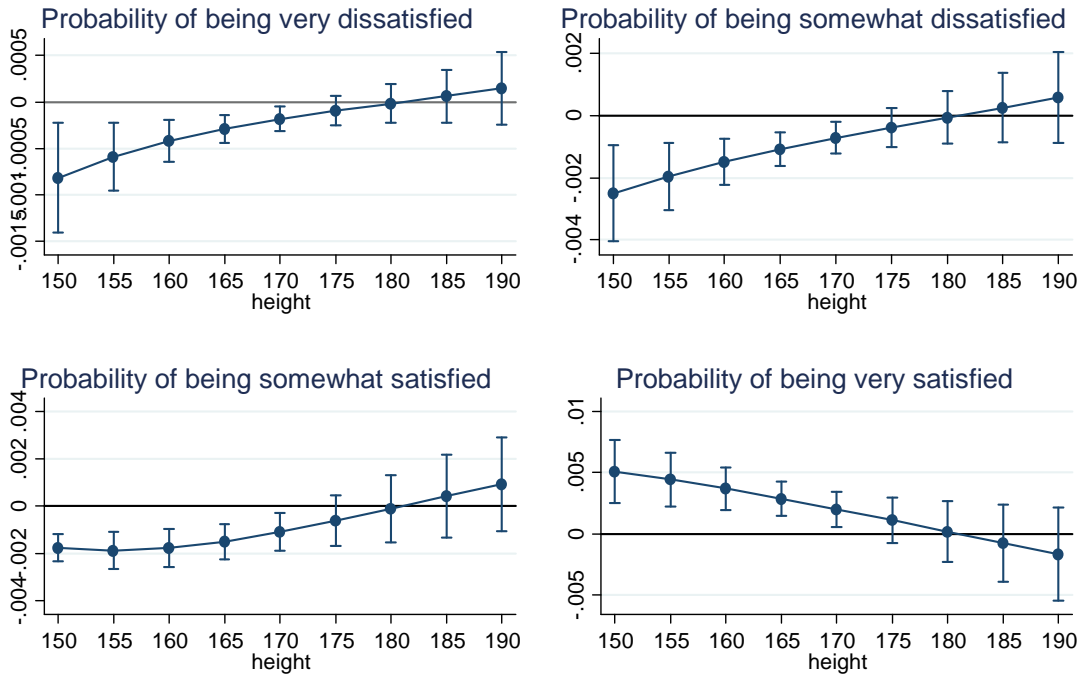 Probability of being very dissatisfied
.0005
0
-.0005
-.001
-.0015
150 155 160 165 170 175 180 185 190
height
Probability of being somewhat dissatisfied
.002
0
-.002
-.004
150 155 160 165 170 175 180 185 190
height
Probability of being somewhat satisfied
.004
.002
0
-.002
-.004
150 155 160 165 170 175 180 185 190
height
Probability of being very satisfied
.01
.005
0
-.005
150 155 160 165 170 175 180 185 190
height